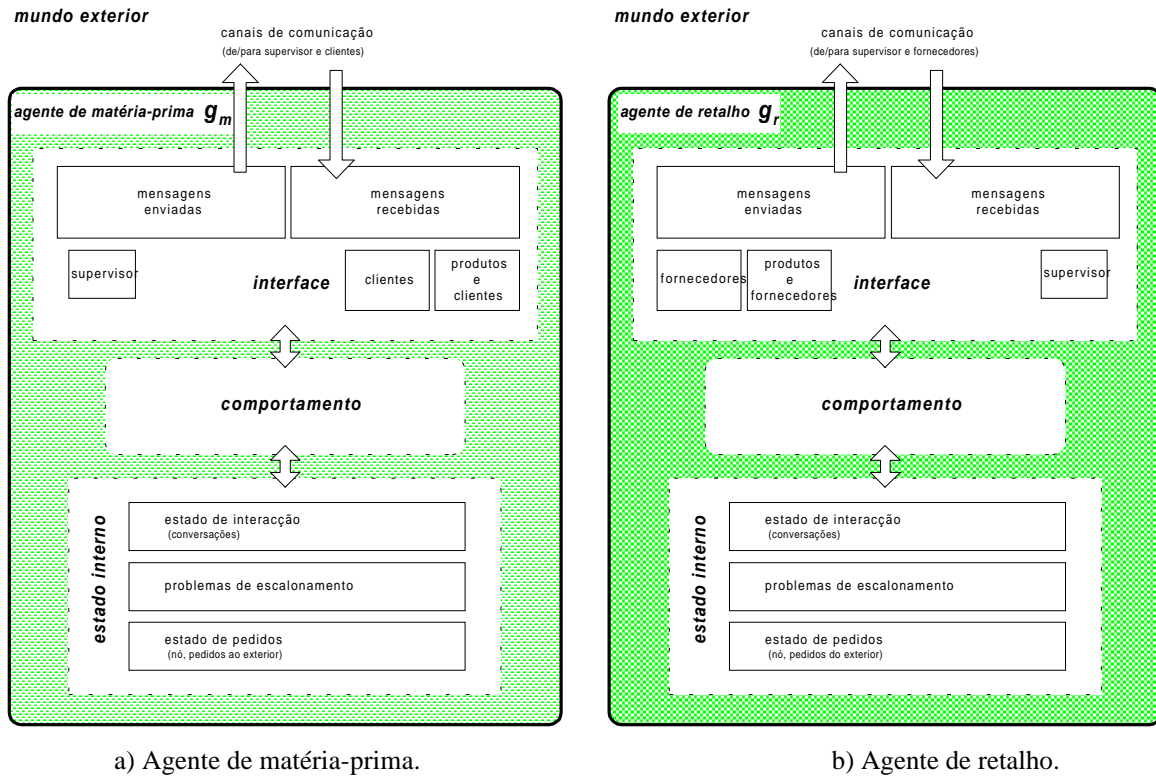 mundo exterior
canais de comunicação
(de/para supervisor e clientes)
agente de matéria-prima gm
mensagens
enviadas
mensagens
recebidas
supervisor
interface
clientes
produtos
e
clientes
comportamento
estado interno
estado de interacção
(conversações)
problemas de escalonamento
estado de pedidos
(nó, pedidos ao exterior)
a) Agente de matéria-prima.
mundo exterior
canais de comunicação
(de/para supervisor e fornecedores)
agente de retalho gr
mensagens
enviadas
mensagens
recebidas
fornecedores
produtos
e
fornecedores
interface
supervisor
comportamento
estado interno
estado de interacção
(conversações)
problemas de escalonamento
estado de pedidos
(nó, pedidos do exterior)
b) Agente de retalho.